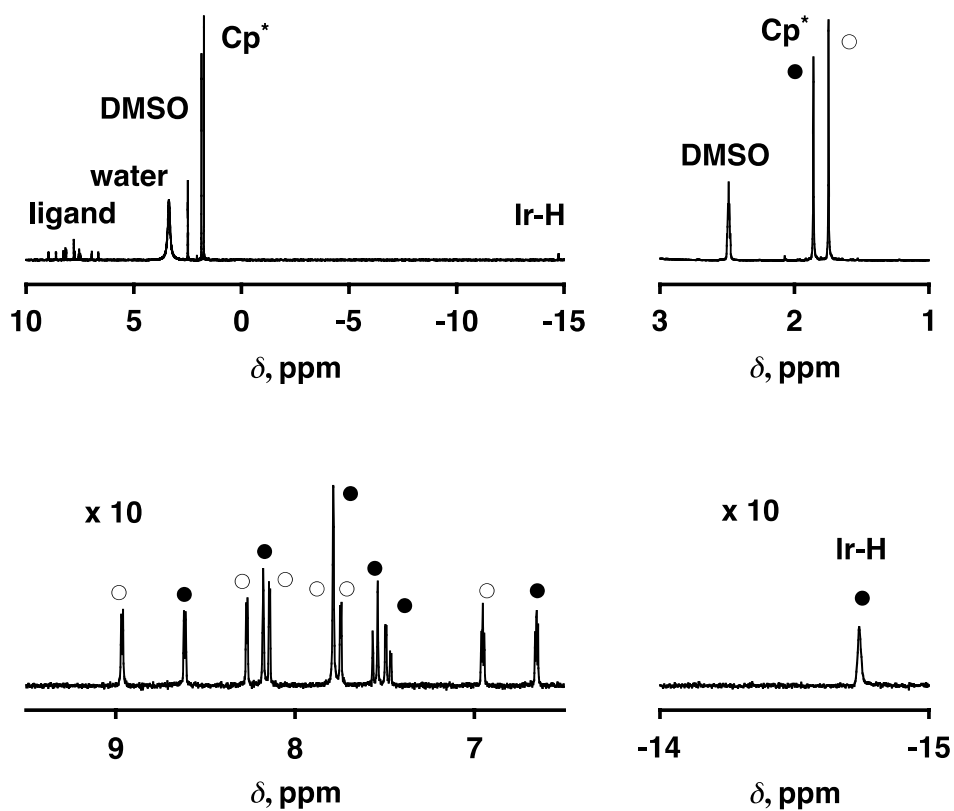 Cp*
DMSO
water
ligand
Ir-H
10 5 0 -5 -10 -15
δ, ppm
Cp*
● ○
DMSO
3 2 1
δ, ppm
x 10
○ ● ○ ● ○ ○ ● ○ ● ● ○ ●
9 8 7
δ, ppm
x 10
Ir-H
●
-14 -15
δ, ppm